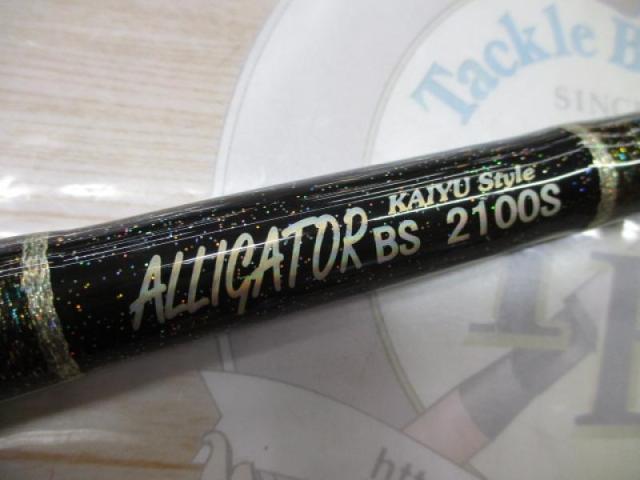 Tackle B
SINC
KAIYU Style
ALLIGATOR BS 2100S
htt